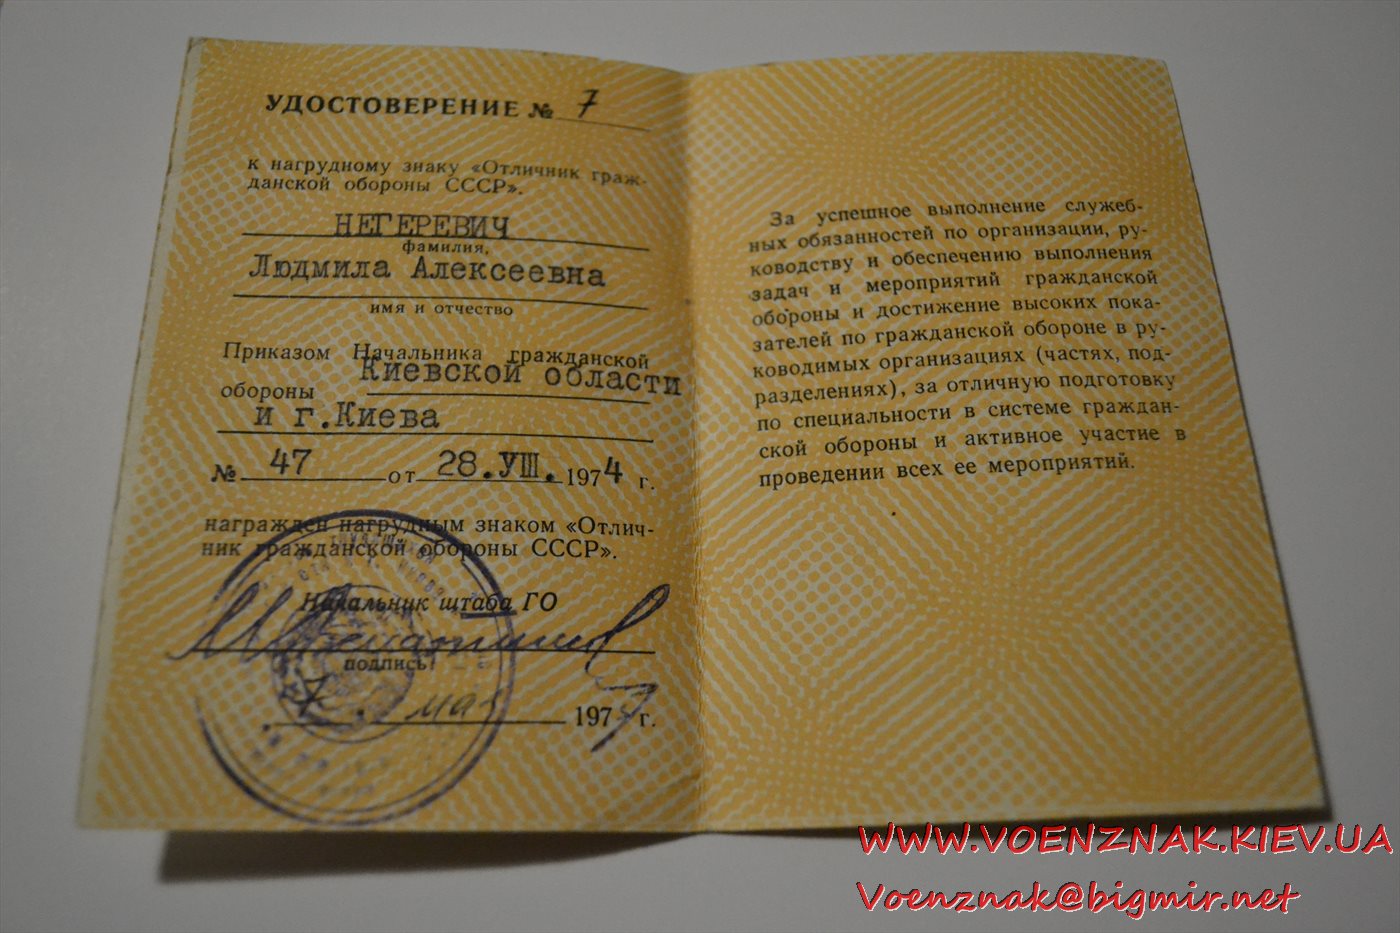 УДОСТОВЕРЕНИЕ № 7
к нагрудному знаку «Отличник граж-
данской обороны СССР».
НЕГЕРЕВИЧ
фамилия,
Людмила Алексеевна
имя и отчество
Приказом Начальника гражданской
обороны Киевской области
и г.Киева
№ 47 от 28.УІІІ. 1974 г.
награжден нагрудным знаком «Отлич-
ник гражданской обороны СССР».
Начальник штаба ГО
подпись
7 мая 1977 г.
За успешное выполнение служеб-
ных обязанностей по организации, ру-
ководству и обеспечению выполнения
задач и мероприятий гражданской
обороны и достижение высоких пока-
зателей по гражданской обороне в ру-
ководимых организациях (частях, под-
разделениях), за отличную подготовку
по специальности в системе граждан-
ской обороны и активное участие в
проведении всех ее мероприятий.
WWW.VOENZNAK.KIEV.UA
Voenznak@bigmir.net